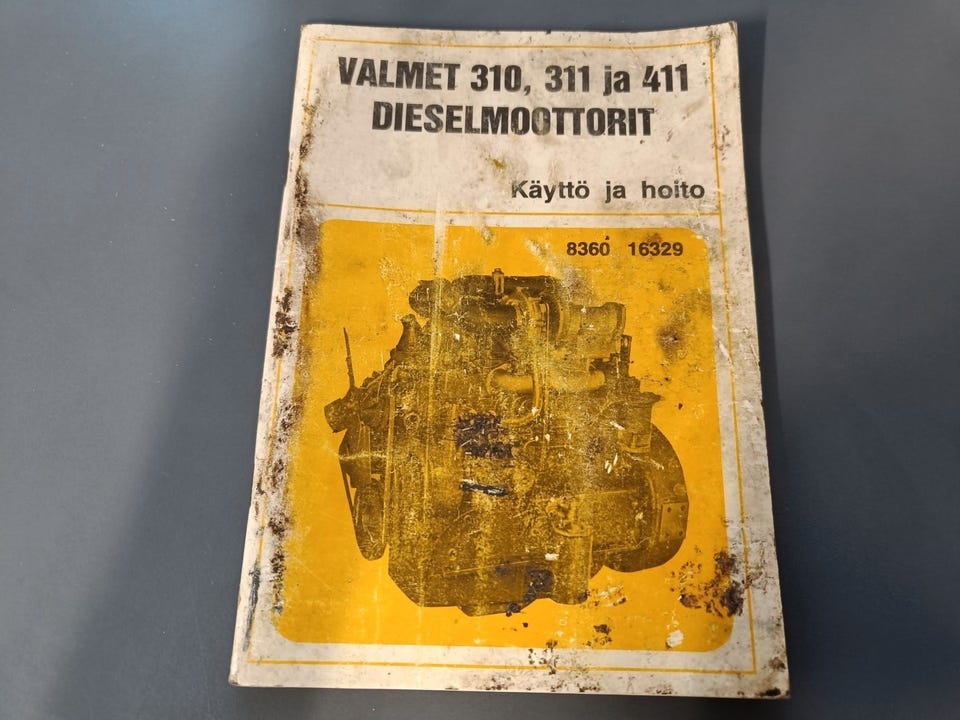 VALMET 310, 311 ja 411
DIESELMOOTTORIT
Käyttö ja hoito
8360 16329